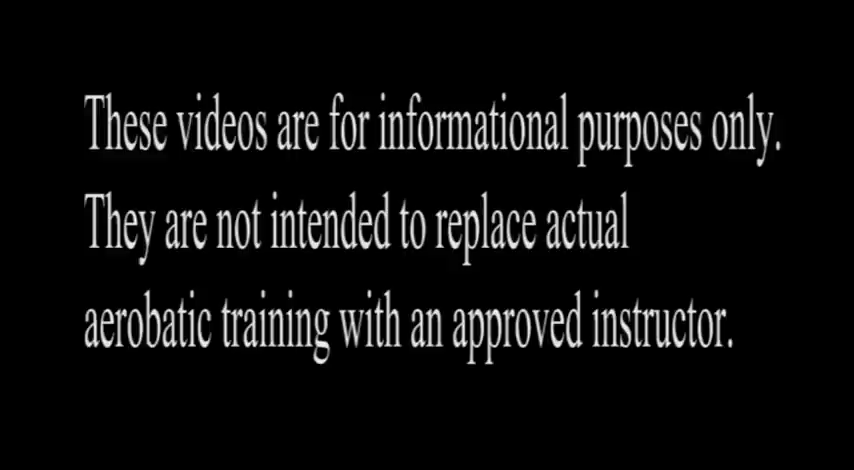 These videos are for informational purposes only.
They are not intended to replace actual
aerobatic training with an approved instructor.